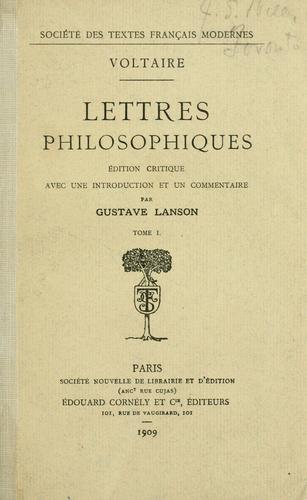 SOCIÉTÉ DES TEXTES FRANÇAIS MODERNES
VOLTAIRE
LETTRES
PHILOSOPHIQUES
ÉDITION CRITIQUE
AVEC UNE INTRODUCTION ET UN COMMENTAIRE
PAR
GUSTAVE LANSON
TOME I.
PARIS
SOCIÉTÉ NOUVELLE DE LIBRAIRIE ET D'ÉDITION
(ANCᵗ RUE CUJAS)
ÉDOUARD CORNÉLY ET Cⁱᵉ, ÉDITEURS
101, RUE DE VAUGIRARD, 101
1909